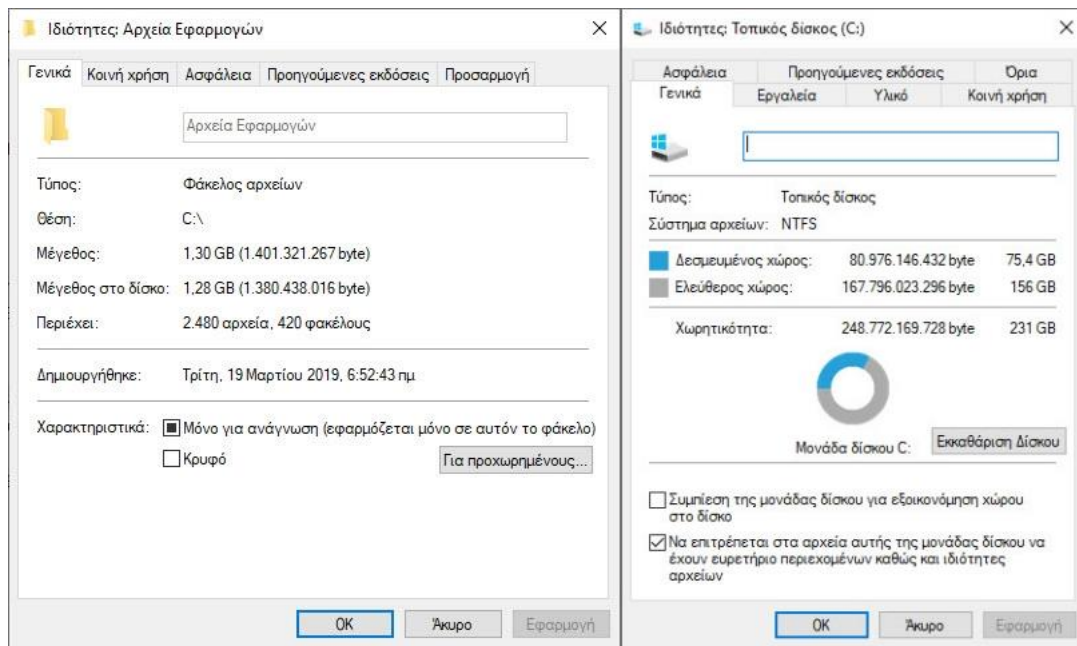 Ιδιότητες: Αρχεία Εφαρμογών
Γενικά Κοινή χρήση Ασφάλεια Προηγούμενες εκδόσεις Προσαρμογή
Αρχεία Εφαρμογών
Τύπος: Φάκελος αρχείων
Θέση: C:\
Μέγεθος: 1,30 GB (1.401.321.267 byte)
Μέγεθος στο δίσκο: 1,28 GB (1.380.438.016 byte)
Περιέχει: 2.480 αρχεία, 420 φακέλους
Δημιουργήθηκε: Τρίτη, 19 Μαρτίου 2019, 6:52:43 πμ
Χαρακτηριστικά: Μόνο για ανάγνωση (εφαρμόζεται μόνο σε αυτόν το φάκελο)
Κρυφό Για προχωρημένους...
OK Άκυρο Εφαρμογή
Ιδιότητες: Τοπικός δίσκος (C:)
Ασφάλεια Προηγούμενες εκδόσεις Όρια
Γενικά Εργαλεία Υλικό Κοινή χρήση
Τύπος: Τοπικός δίσκος
Σύστημα αρχείων: NTFS
Δεσμευμένος χώρος: 80.976.146.432 byte 75,4 GB
Ελεύθερος χώρος: 167.796.023.296 byte 156 GB
Χωρητικότητα: 248.772.169.728 byte 231 GB
Μονάδα δίσκου C: Εκκαθάριση Δίσκου
Συμπίεση της μονάδας δίσκου για εξοικονόμηση χώρου
στο δίσκο
Να επιτρέπεται στα αρχεία αυτής της μονάδας δίσκου να
έχουν ευρετήριο περιεχομένων καθώς και ιδιότητες
αρχείων
OK Άκυρο Εφαρμογή